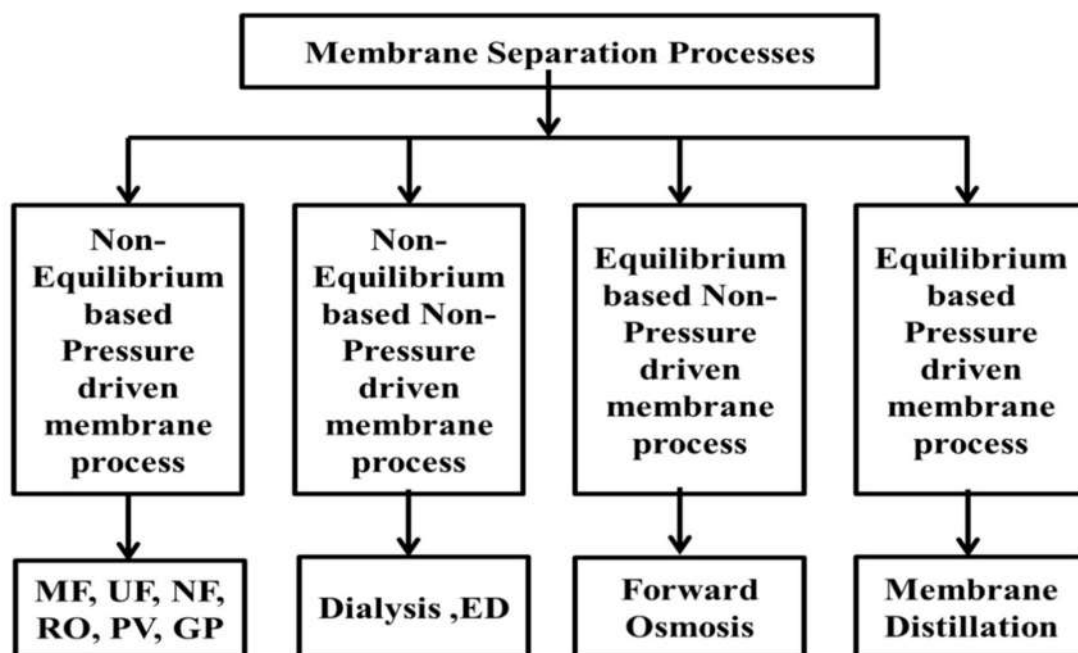 Membrane Separation Processes
Non-
Equilibrium
based
Pressure
driven
membrane
process
Non-
Equilibrium
based Non-
Pressure
driven
membrane
process
Equilibrium
based Non-
Pressure
driven
membrane
process
Equilibrium
based
Pressure
driven
membrane
process
MF, UF, NF,
RO, PV, GP
Dialysis ,ED
Forward
Osmosis
Membrane
Distillation